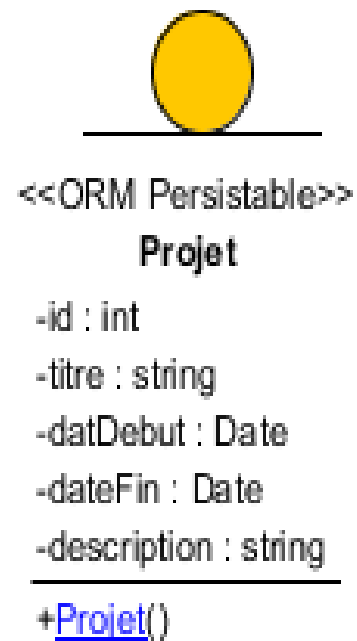 <<ORM Persistable>>
Projet
-id : int
-titre : string
-datDebut : Date
-dateFin : Date
-description : string
+Projet()